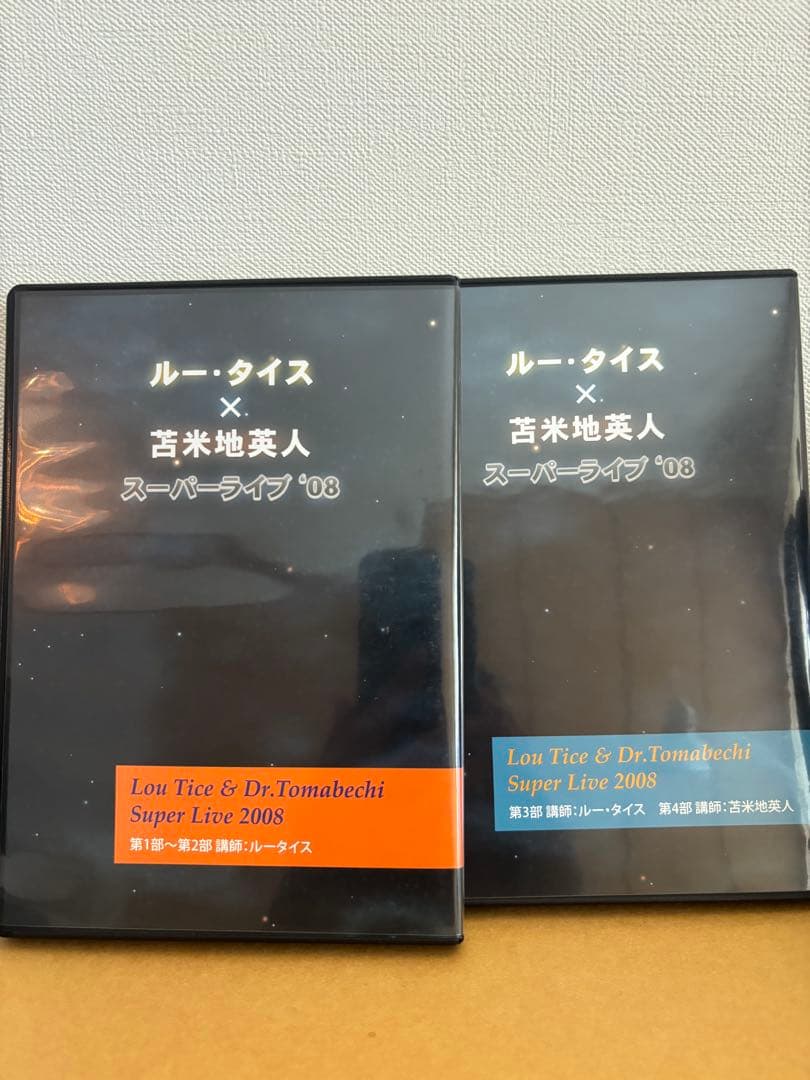 ルー・タイス
×
苫米地英人
スーパーライブ '08
Lou Tice & Dr.Tomabechi
Super Live 2008
第1部～第2部 講師：ルータイス
ルー・タイス
×
苫米地英人
スーパーライブ '08
Lou Tice & Dr.Tomabechi
Super Live 2008
第3部 講師：ルー・タイス　第4部 講師：苫米地英人